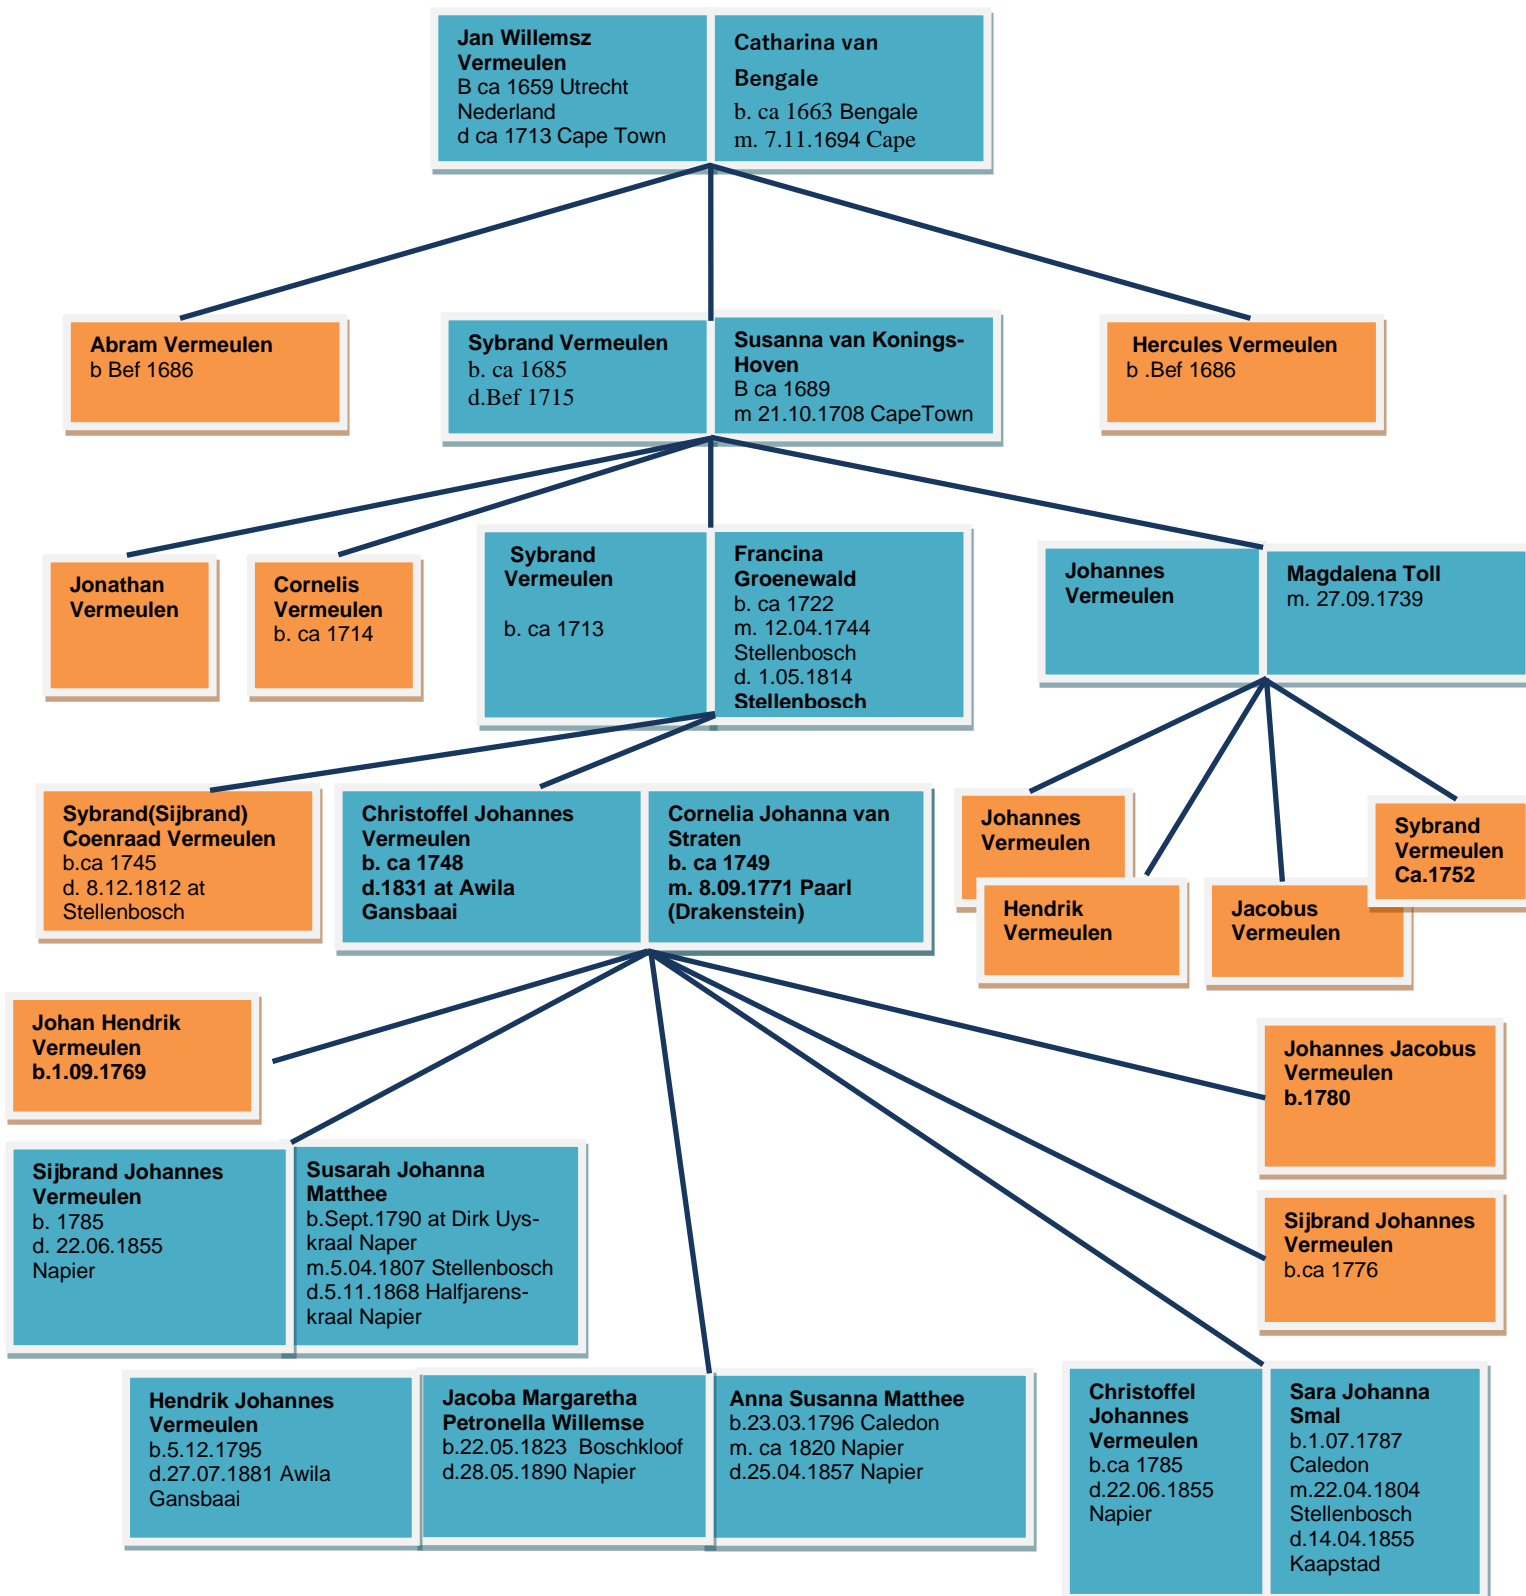 Jan Willemsz
Vermeulen
B ca 1659 Utrecht
Nederland
d ca 1713 Cape Town
Catharina van
Bengale
b. ca 1663 Bengale
m. 7.11.1694 Cape
Abram Vermeulen
b Bef 1686
Sybrand Vermeulen
b. ca 1685
d.Bef 1715
Susanna van Konings-
Hoven
B ca 1689
m 21.10.1708 CapeTown
Hercules Vermeulen
b .Bef 1686
Jonathan
Vermeulen
Cornelis
Vermeulen
b. ca 1714
Sybrand
Vermeulen
b. ca 1713
Francina
Groenewald
b. ca 1722
m. 12.04.1744
Stellenbosch
d. 1.05.1814
Stellenbosch
Johannes
Vermeulen
Magdalena Toll
m. 27.09.1739
Sybrand(Sijbrand)
Coenraad Vermeulen
b.ca 1745
d. 8.12.1812 at
Stellenbosch
Christoffel Johannes
Vermeulen
b. ca 1748
d.1831 at Awila
Gansbaai
Cornelia Johanna van
Straten
b. ca 1749
m. 8.09.1771 Paarl
(Drakenstein)
Johannes
Vermeulen
Hendrik
Vermeulen
Jacobus
Vermeulen
Sybrand
Vermeulen
Ca.1752
Johan Hendrik
Vermeulen
b.1.09.1769
Johannes Jacobus
Vermeulen
b.1780
Sijbrand Johannes
Vermeulen
b. 1785
d. 22.06.1855
Napier
Susarah Johanna
Matthee
b.Sept.1790 at Dirk Uys-
kraal Naper
m.5.04.1807 Stellenbosch
d.5.11.1868 Halfjarens-
kraal Napier
Sijbrand Johannes
Vermeulen
b.ca 1776
Hendrik Johannes
Vermeulen
b.5.12.1795
d.27.07.1881 Awila
Gansbaai
Jacoba Margaretha
Petronella Willemse
b.22.05.1823 Boschkloof
d.28.05.1890 Napier
Anna Susanna Matthee
b.23.03.1796 Caledon
m. ca 1820 Napier
d.25.04.1857 Napier
Christoffel
Johannes
Vermeulen
b.ca 1785
d.22.06.1855
Napier
Sara Johanna
Smal
b.1.07.1787
Caledon
m.22.04.1804
Stellenbosch
d.14.04.1855
Kaapstad